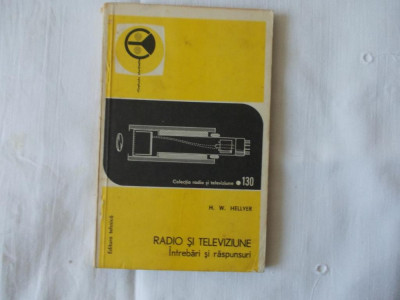 Colecția radio și televiziune ● 130
H. W. HELLYER
RADIO ȘI TELEVIZIUNE
Întrebări și răspunsuri
Editura tehnică